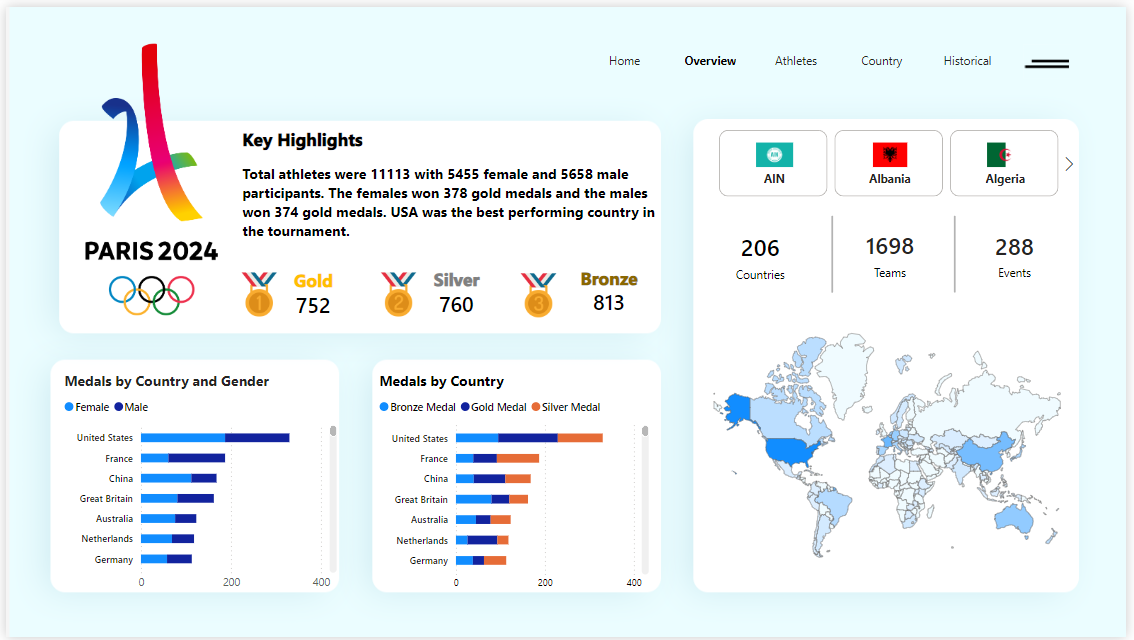 Home Overview Athletes Country Historical
PARIS 2024
Key Highlights
Total athletes were 11113 with 5455 female and 5658 male
participants. The females won 378 gold medals and the males
won 374 gold medals. USA was the best performing country in
the tournament.
1 Gold 752
2 Silver 760
3 Bronze 813
AIN
AIN Albania Algeria
206 1698 288
Countries Teams Events
Medals by Country and Gender
Female Male
United States
France
China
Great Britain
Australia
Netherlands
Germany
0 200 400
Medals by Country
Bronze Medal Gold Medal Silver Medal
United States
France
China
Great Britain
Australia
Netherlands
Germany
0 200 400